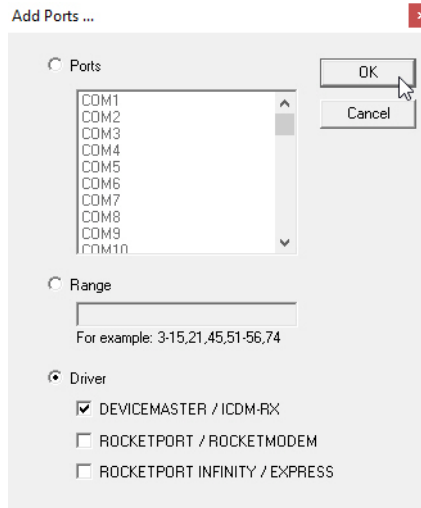 Add Ports ...
Ports
OK
COM1
COM2
Cancel
COM3
COM4
COM5
COM6
COM7
COM8
COM9
COM10
Range
For example: 3-15,21,45,51-56,74
Driver
DEVICEMASTER / ICDM-RX
ROCKETPORT / ROCKETMODEM
ROCKETPORT INFINITY / EXPRESS